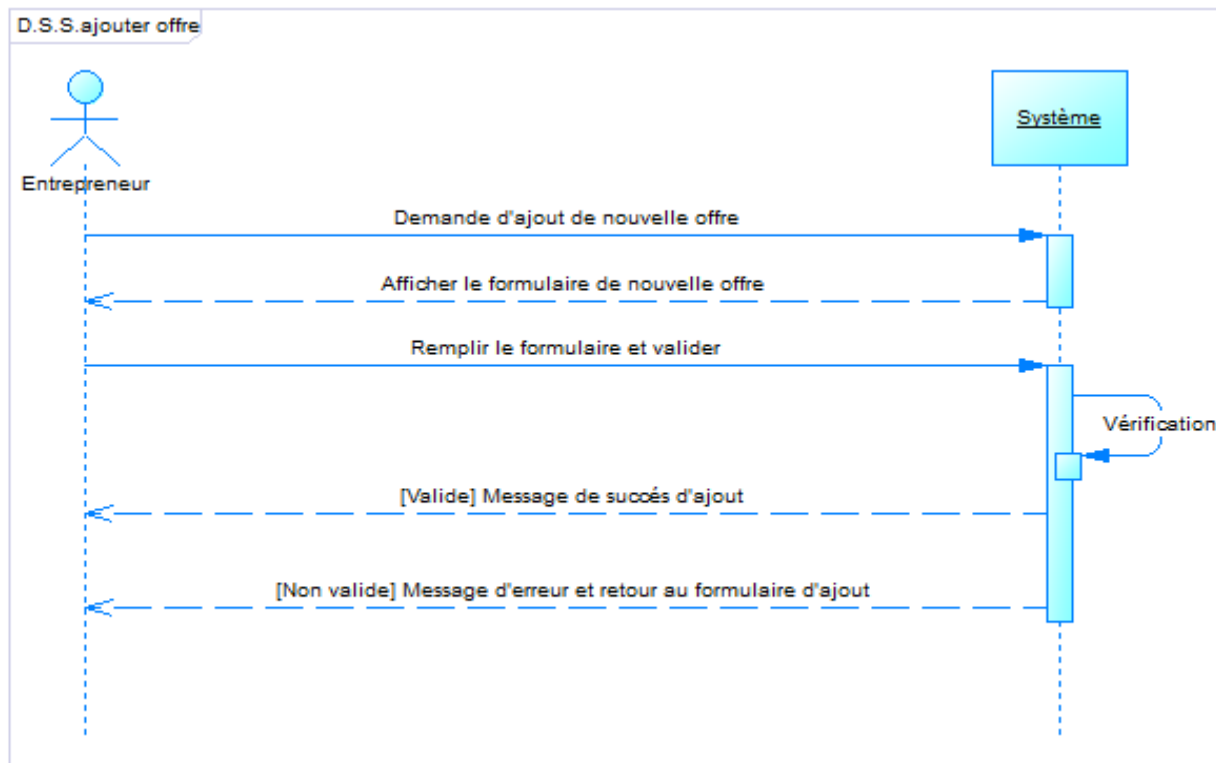 D.S.S.ajouter offre
Système
Entrepreneur
Demande d'ajout de nouvelle offre
Afficher le formulaire de nouvelle offre
Remplir le formulaire et valider
Vérification
[Valide] Message de succés d'ajout
[Non valide] Message d'erreur et retour au formulaire d'ajout